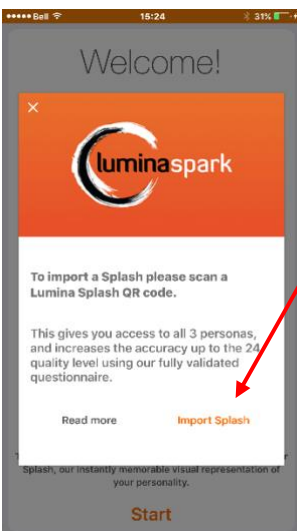 ●●●●● Bell 15:24 31%
Welcome!
×
luminaspark
To import a Splash please scan a
Lumina Splash QR code.
This gives you access to all 3 personas,
and increases the accuracy up to the 24
quality level using our fully validated
questionnaire.
Read more Import Splash
Splash, our instantly memorable visual representation of
your personality.
Start